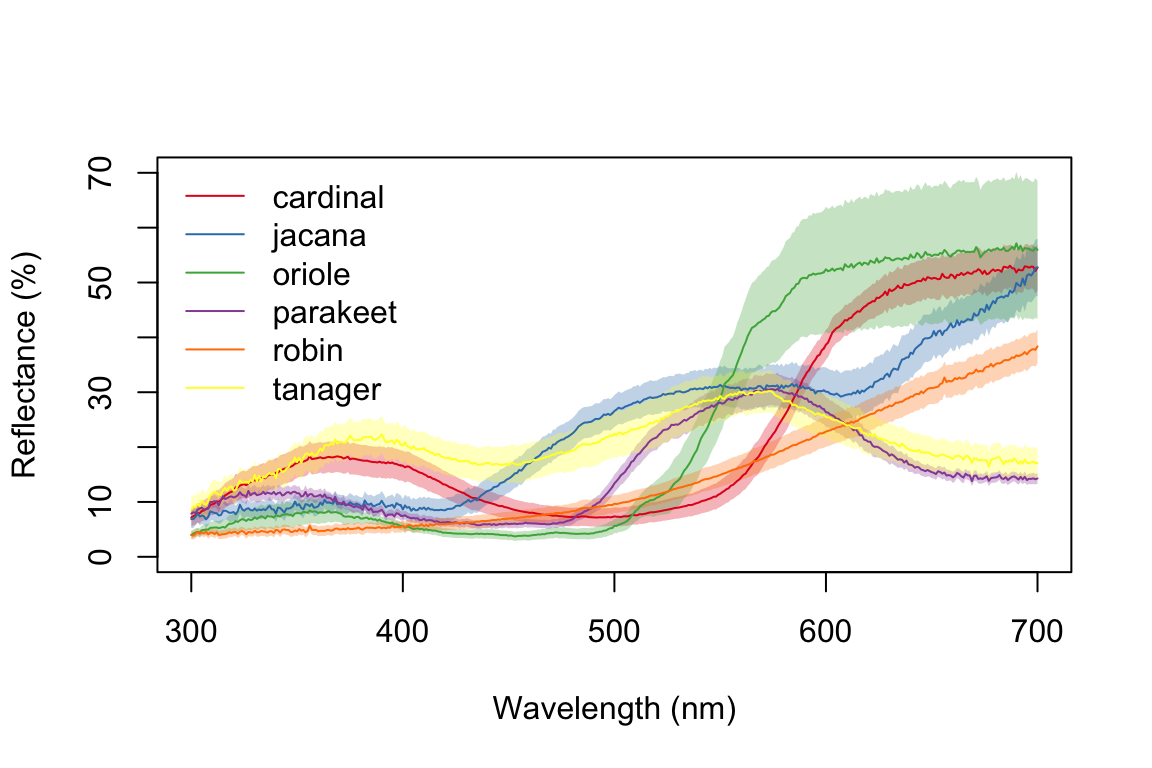 Reflectance (%)
70
50
30
10
0
cardinal
jacana
oriole
parakeet
robin
tanager
300 400 500 600 700
Wavelength (nm)